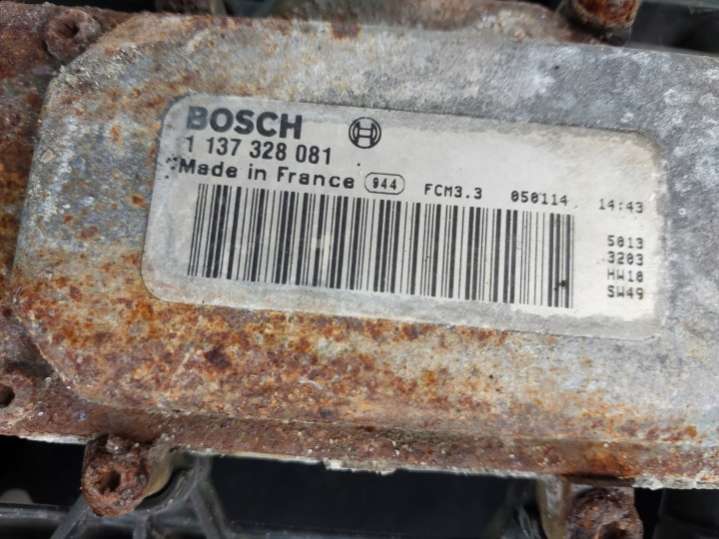 BOSCH
1 137 328 081
Made in France 944 FCM3.3 050114 14:43
5013
3203
HW10
SW49